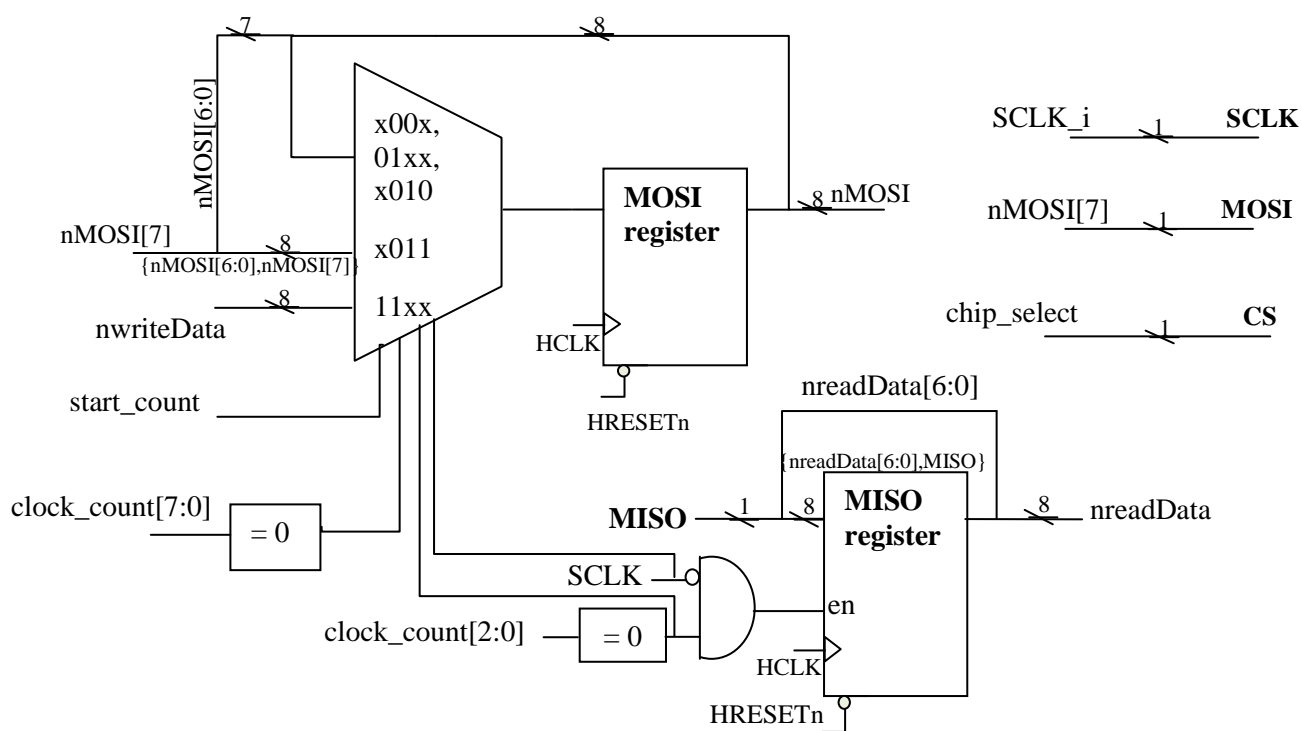 7
8
nMOSI[6:0]
x00x,
01xx,
x010
x011
11xx
nMOSI[7]
8
{nMOSI[6:0],nMOSI[7]}
8
nwriteData
start_count
clock_count[7:0]
= 0
MOSI
register
HCLK
HRESETn
8
nMOSI
SCLK_i
1
SCLK
nMOSI[7]
1
MOSI
chip_select
1
CS
nreadData[6:0]
{nreadData[6:0],MISO}
MISO
1
8
MISO
register
8
nreadData
SCLK
clock_count[2:0]
= 0
en
HCLK
HRESETn